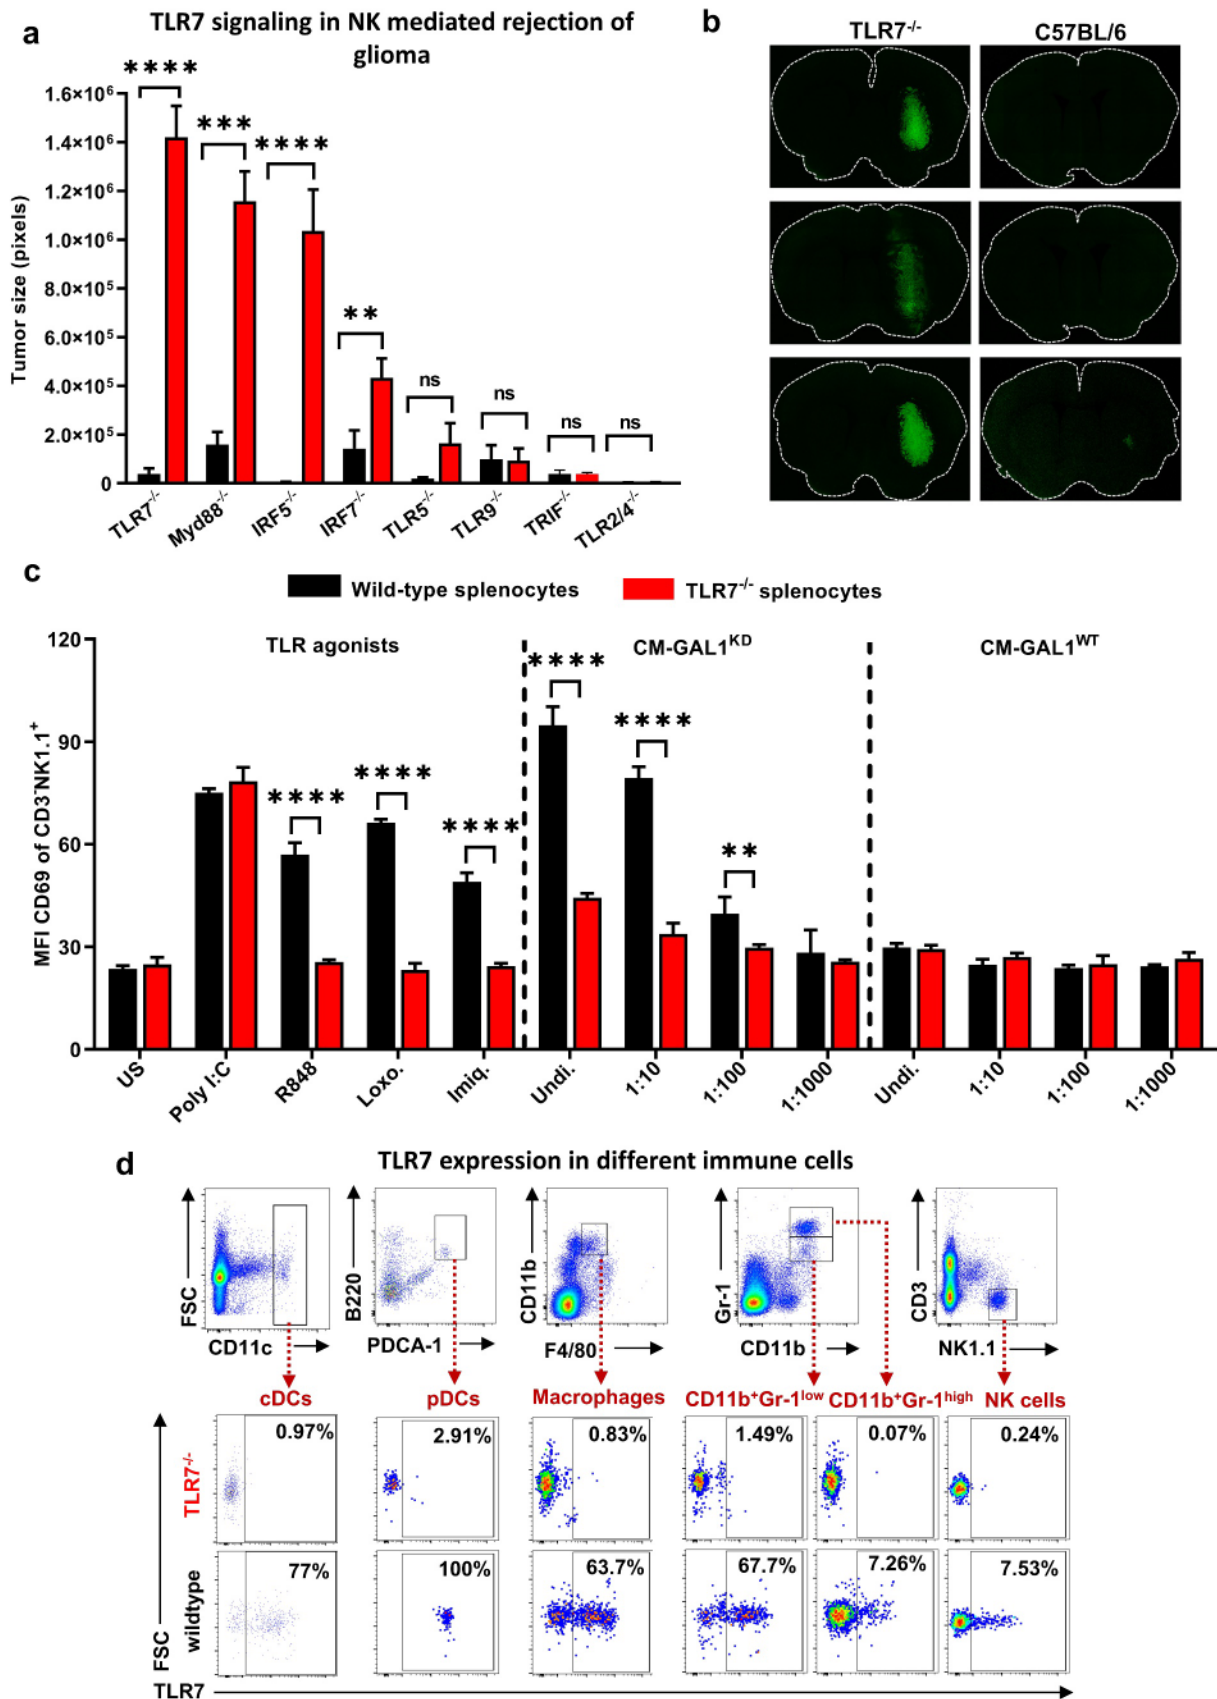 a
TLR7 signaling in NK mediated rejection of
glioma
Tumor size (pixels)
1.6×10⁶
1.4×10⁶
1.2×10⁶
1.0×10⁶
8.0×10⁵
6.0×10⁵
4.0×10⁵
2.0×10⁵
0
****
***
****
**
ns
ns
ns
ns
TLR7⁻/⁻
Myd88⁻/⁻
IRF5⁻/⁻
IRF7⁻/⁻
TLR5⁻/⁻
TLR9⁻/⁻
TRIF⁻/⁻
TLR2/4⁻/⁻
b
TLR7⁻/⁻
C57BL/6
c
Wild-type splenocytes
TLR7⁻/⁻ splenocytes
MFI CD69 of CD3⁻NK1.1⁺
120
90
60
30
0
TLR agonists
CM-GAL1ᴷᴰ
CM-GAL1ᵂᵀ
****
****
****
****
****
**
US
Poly I:C
R848
Loxo.
Imiq.
Undi.
1:10
1:100
1:1000
Undi.
1:10
1:100
1:1000
d
TLR7 expression in different immune cells
FSC
CD11c
B220
PDCA-1
CD11b
F4/80
Gr-1
CD11b
CD3
NK1.1
cDCs
pDCs
Macrophages
CD11b⁺Gr-1ˡᵒʷ
CD11b⁺Gr-1ʰⁱᵍʰ
NK cells
TLR7⁻/⁻
0.97%
2.91%
0.83%
1.49%
0.07%
0.24%
wildtype
77%
100%
63.7%
67.7%
7.26%
7.53%
FSC
TLR7